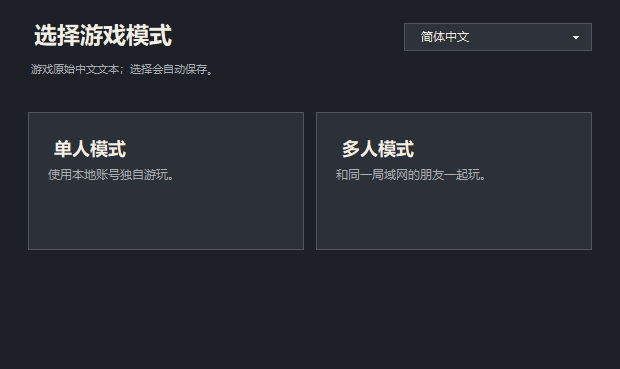 选择游戏模式
简体中文
游戏原始中文文本；选择会自动保存。
单人模式
使用本地账号独自游玩。
多人模式
和同一局域网的朋友一起玩。